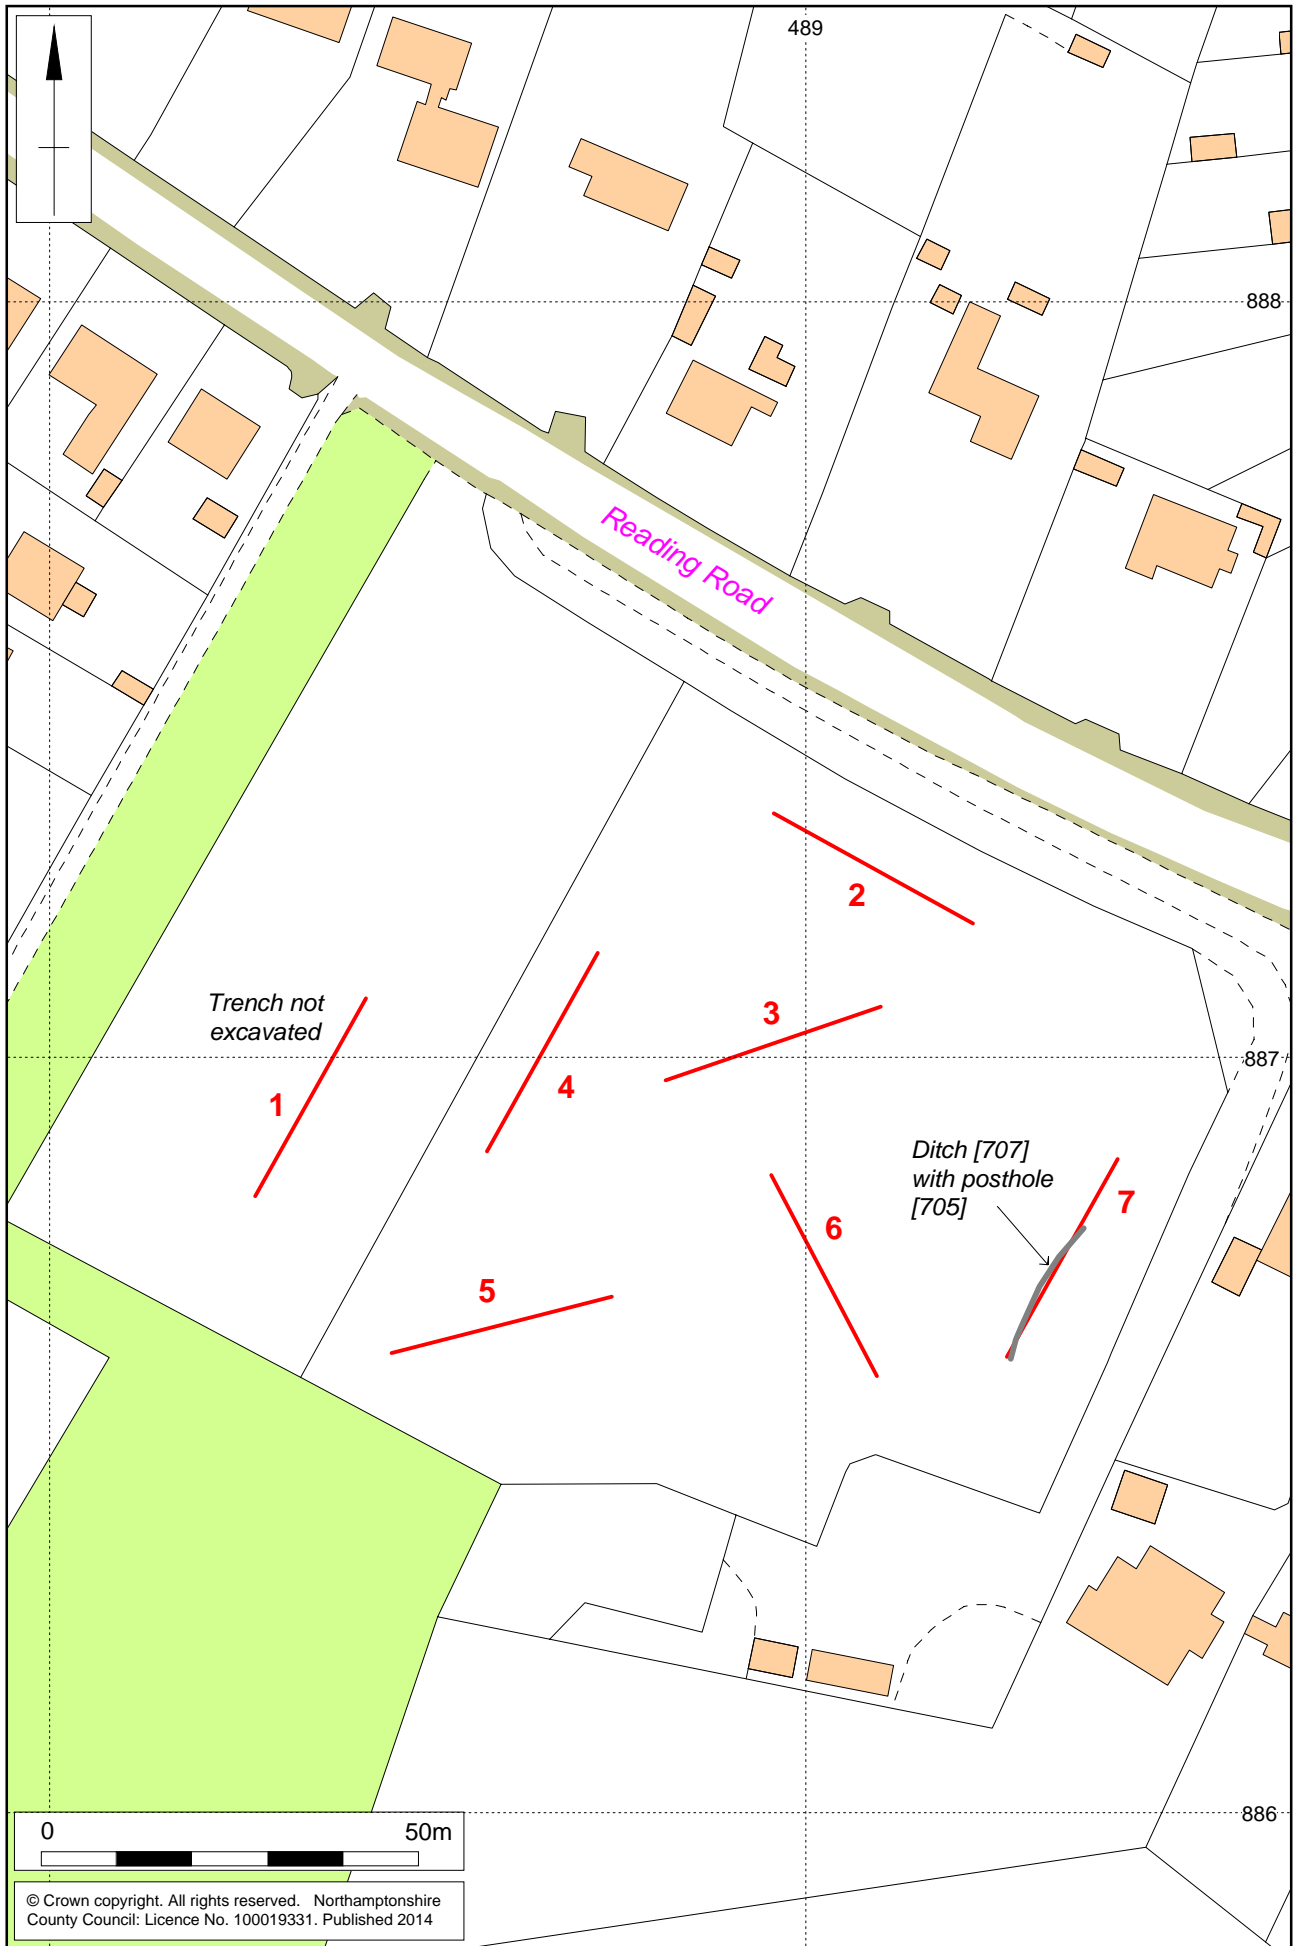 489
888
Reading Road
2
Trench not
excavated
3
887
4
1
Ditch [707]
with posthole
[705]
7
6
5
886
0 50m
© Crown copyright. All rights reserved. Northamptonshire
County Council: Licence No. 100019331. Published 2014